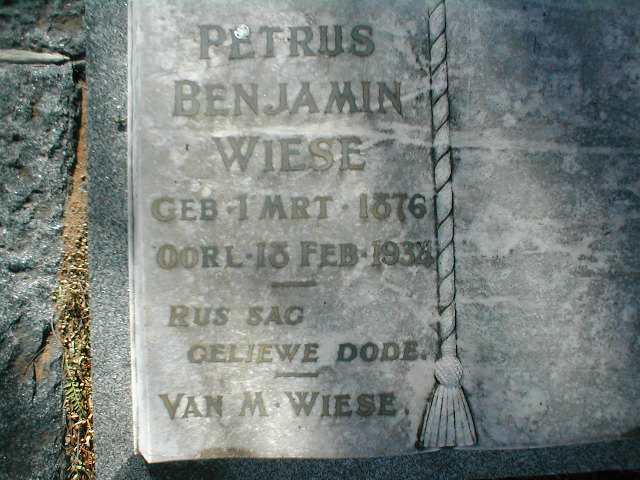 PETRUS
BENJAMIN
WIESE
GEB·1 MRT·1876
OORL·18 FEB·1934
RUS SAG
GELIEWE DODE.
VAN M·WIESE.